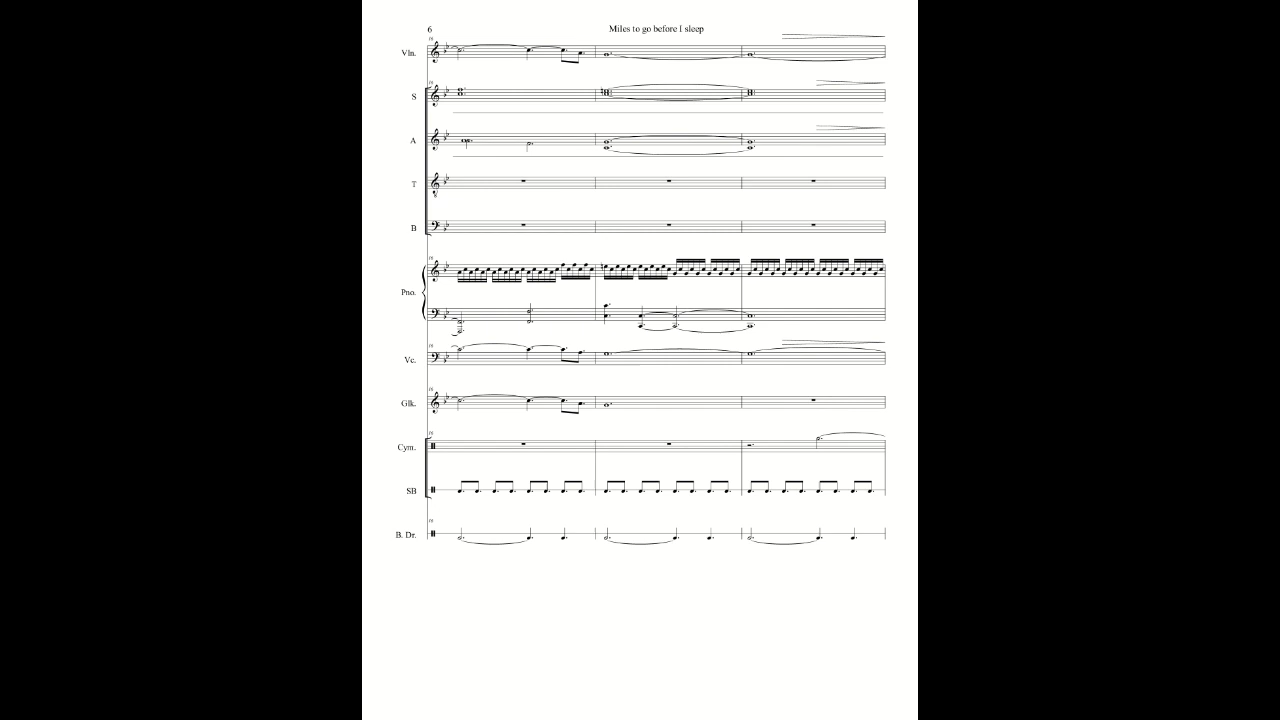 6
Miles to go before I sleep
Vln.
S
A
T
B
Pno.
Vc.
Glk.
Cym.
SB
B. Dr.